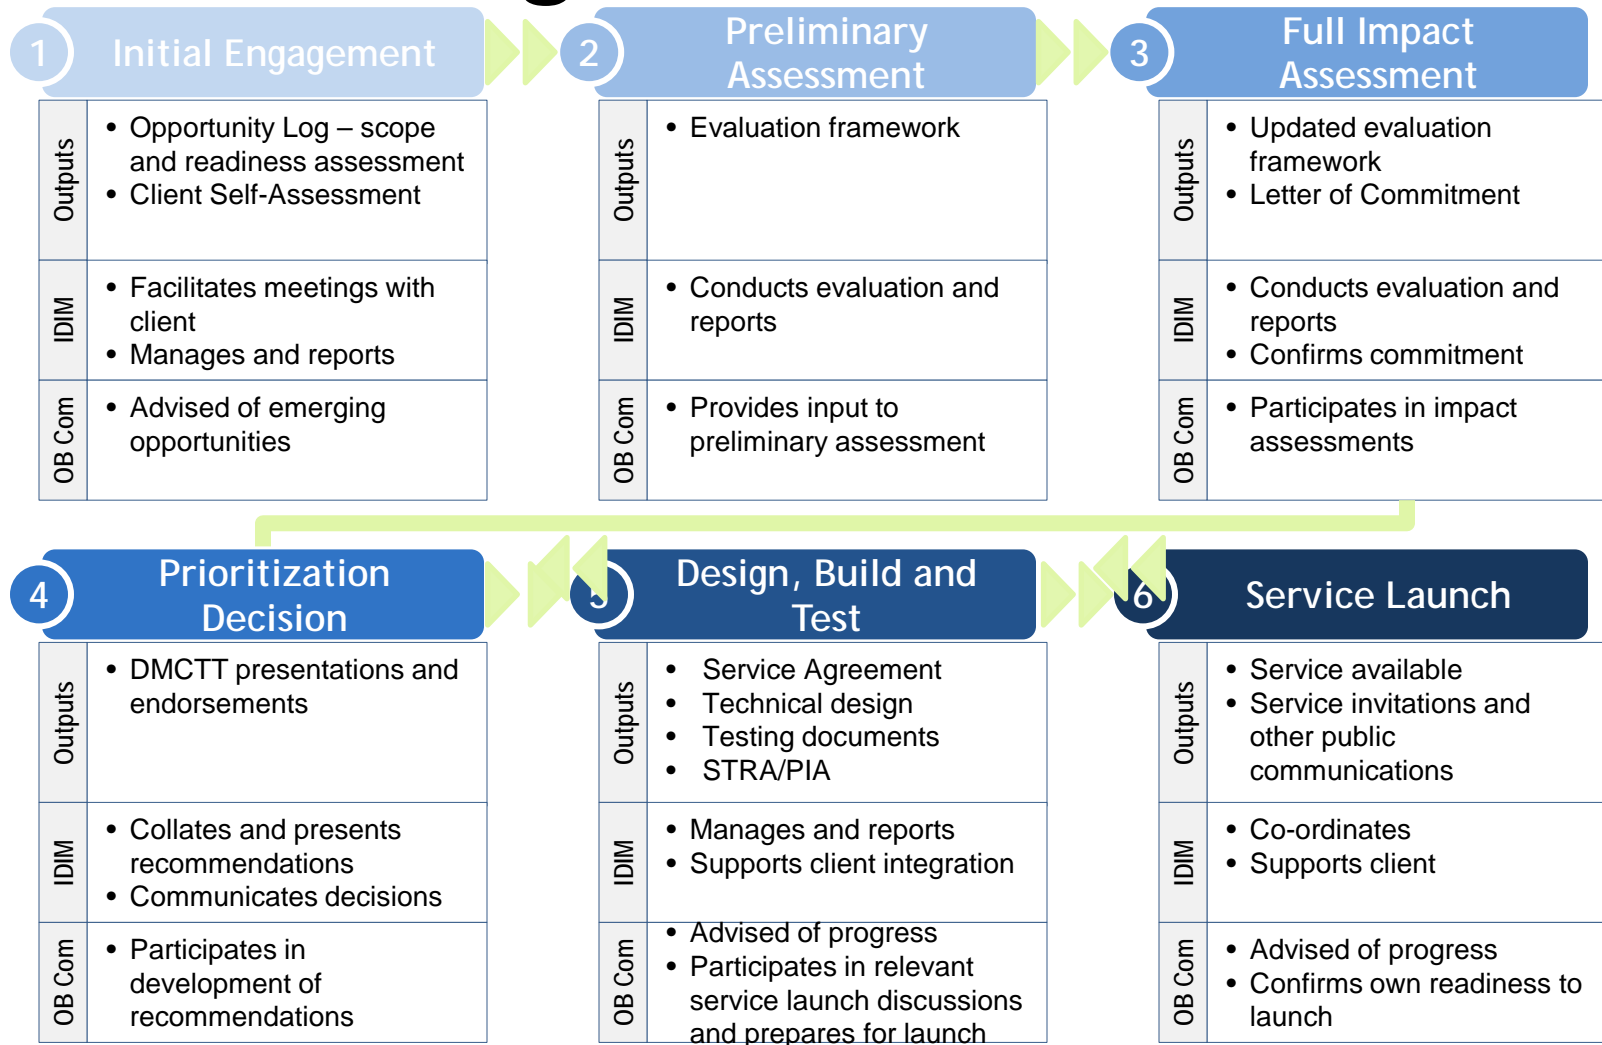 1
Initial Engagement
Outputs
• Opportunity Log – scope
and readiness assessment
• Client Self-Assessment
IDIM
• Facilitates meetings with
client
• Manages and reports
OB Com
• Advised of emerging
opportunities
2
Preliminary
Assessment
Outputs
• Evaluation framework
IDIM
• Conducts evaluation and
reports
OB Com
• Provides input to
preliminary assessment
3
Full Impact
Assessment
Outputs
• Updated evaluation
framework
• Letter of Commitment
IDIM
• Conducts evaluation and
reports
• Confirms commitment
OB Com
• Participates in impact
assessments
4
Prioritization
Decision
Outputs
• DMCTT presentations and
endorsements
IDIM
• Collates and presents
recommendations
• Communicates decisions
OB Com
• Participates in
development of
recommendations
5
Design, Build and
Test
Outputs
• Service Agreement
• Technical design
• Testing documents
• STRA/PIA
IDIM
• Manages and reports
• Supports client integration
OB Com
• Advised of progress
• Participates in relevant
service launch discussions
and prepares for launch
6
Service Launch
Outputs
• Service available
• Service invitations and
other public
communications
IDIM
• Co-ordinates
• Supports client
OB Com
• Advised of progress
• Confirms own readiness to
launch